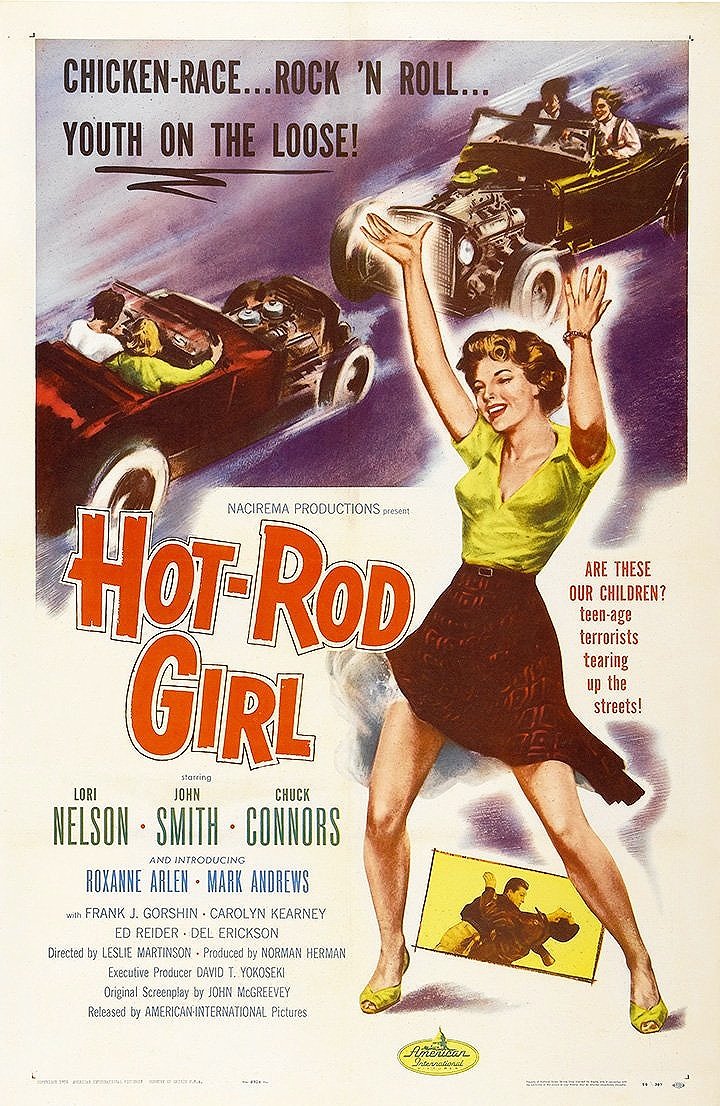 CHICKEN-RACE...ROCK 'N ROLL...
YOUTH ON THE LOOSE!
NACIREMA PRODUCTIONS present
HOT-ROD
GIRL
ARE THESE
OUR CHILDREN?
teen-age
terrorists
tearing
up the
streets!
starring
LORI NELSON · JOHN SMITH · CHUCK CONNORS
AND INTRODUCING
ROXANNE ARLEN · MARK ANDREWS
with FRANK J. GORSHIN · CAROLYN KEARNEY
ED REIDER · DEL ERICKSON
Directed by LESLIE MARTINSON · Produced by NORMAN HERMAN
Executive Producer DAVID T. YOKOSEKI
Original Screenplay by JOHN McGREEVEY
Released by AMERICAN-INTERNATIONAL Pictures
American
International